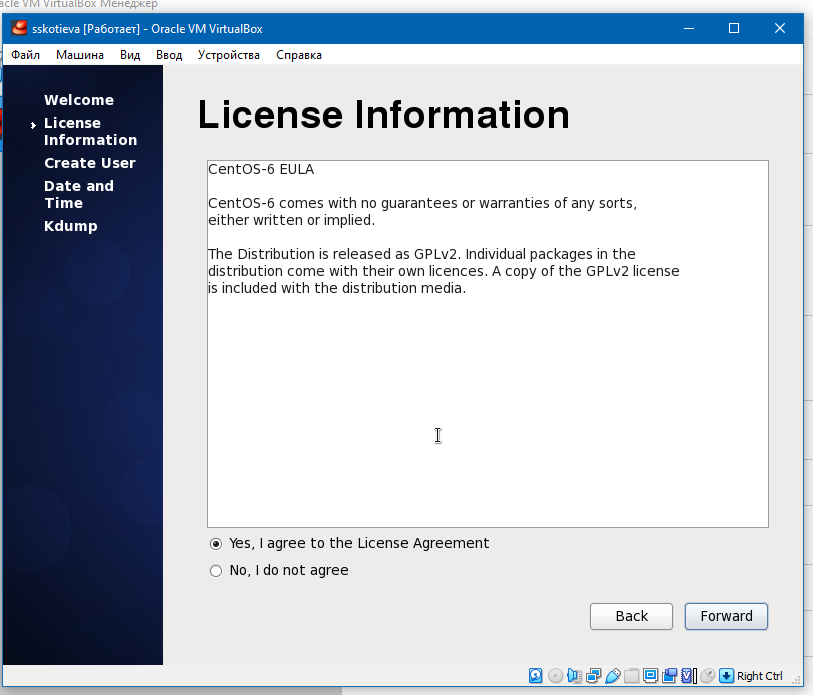 acle VM VirtualBox Менеджер
sskotieva [Работает] - Oracle VM VirtualBox
Файл Машина Вид Ввод Устройства Справка
Welcome
License
Information
Create User
Date and
Time
Kdump
License Information
CentOS-6 EULA
CentOS-6 comes with no guarantees or warranties of any sorts,
either written or implied.
The Distribution is released as GPLv2. Individual packages in the
distribution come with their own licences. A copy of the GPLv2 license
is included with the distribution media.
Yes, I agree to the License Agreement
No, I do not agree
Back Forward
Right Ctrl